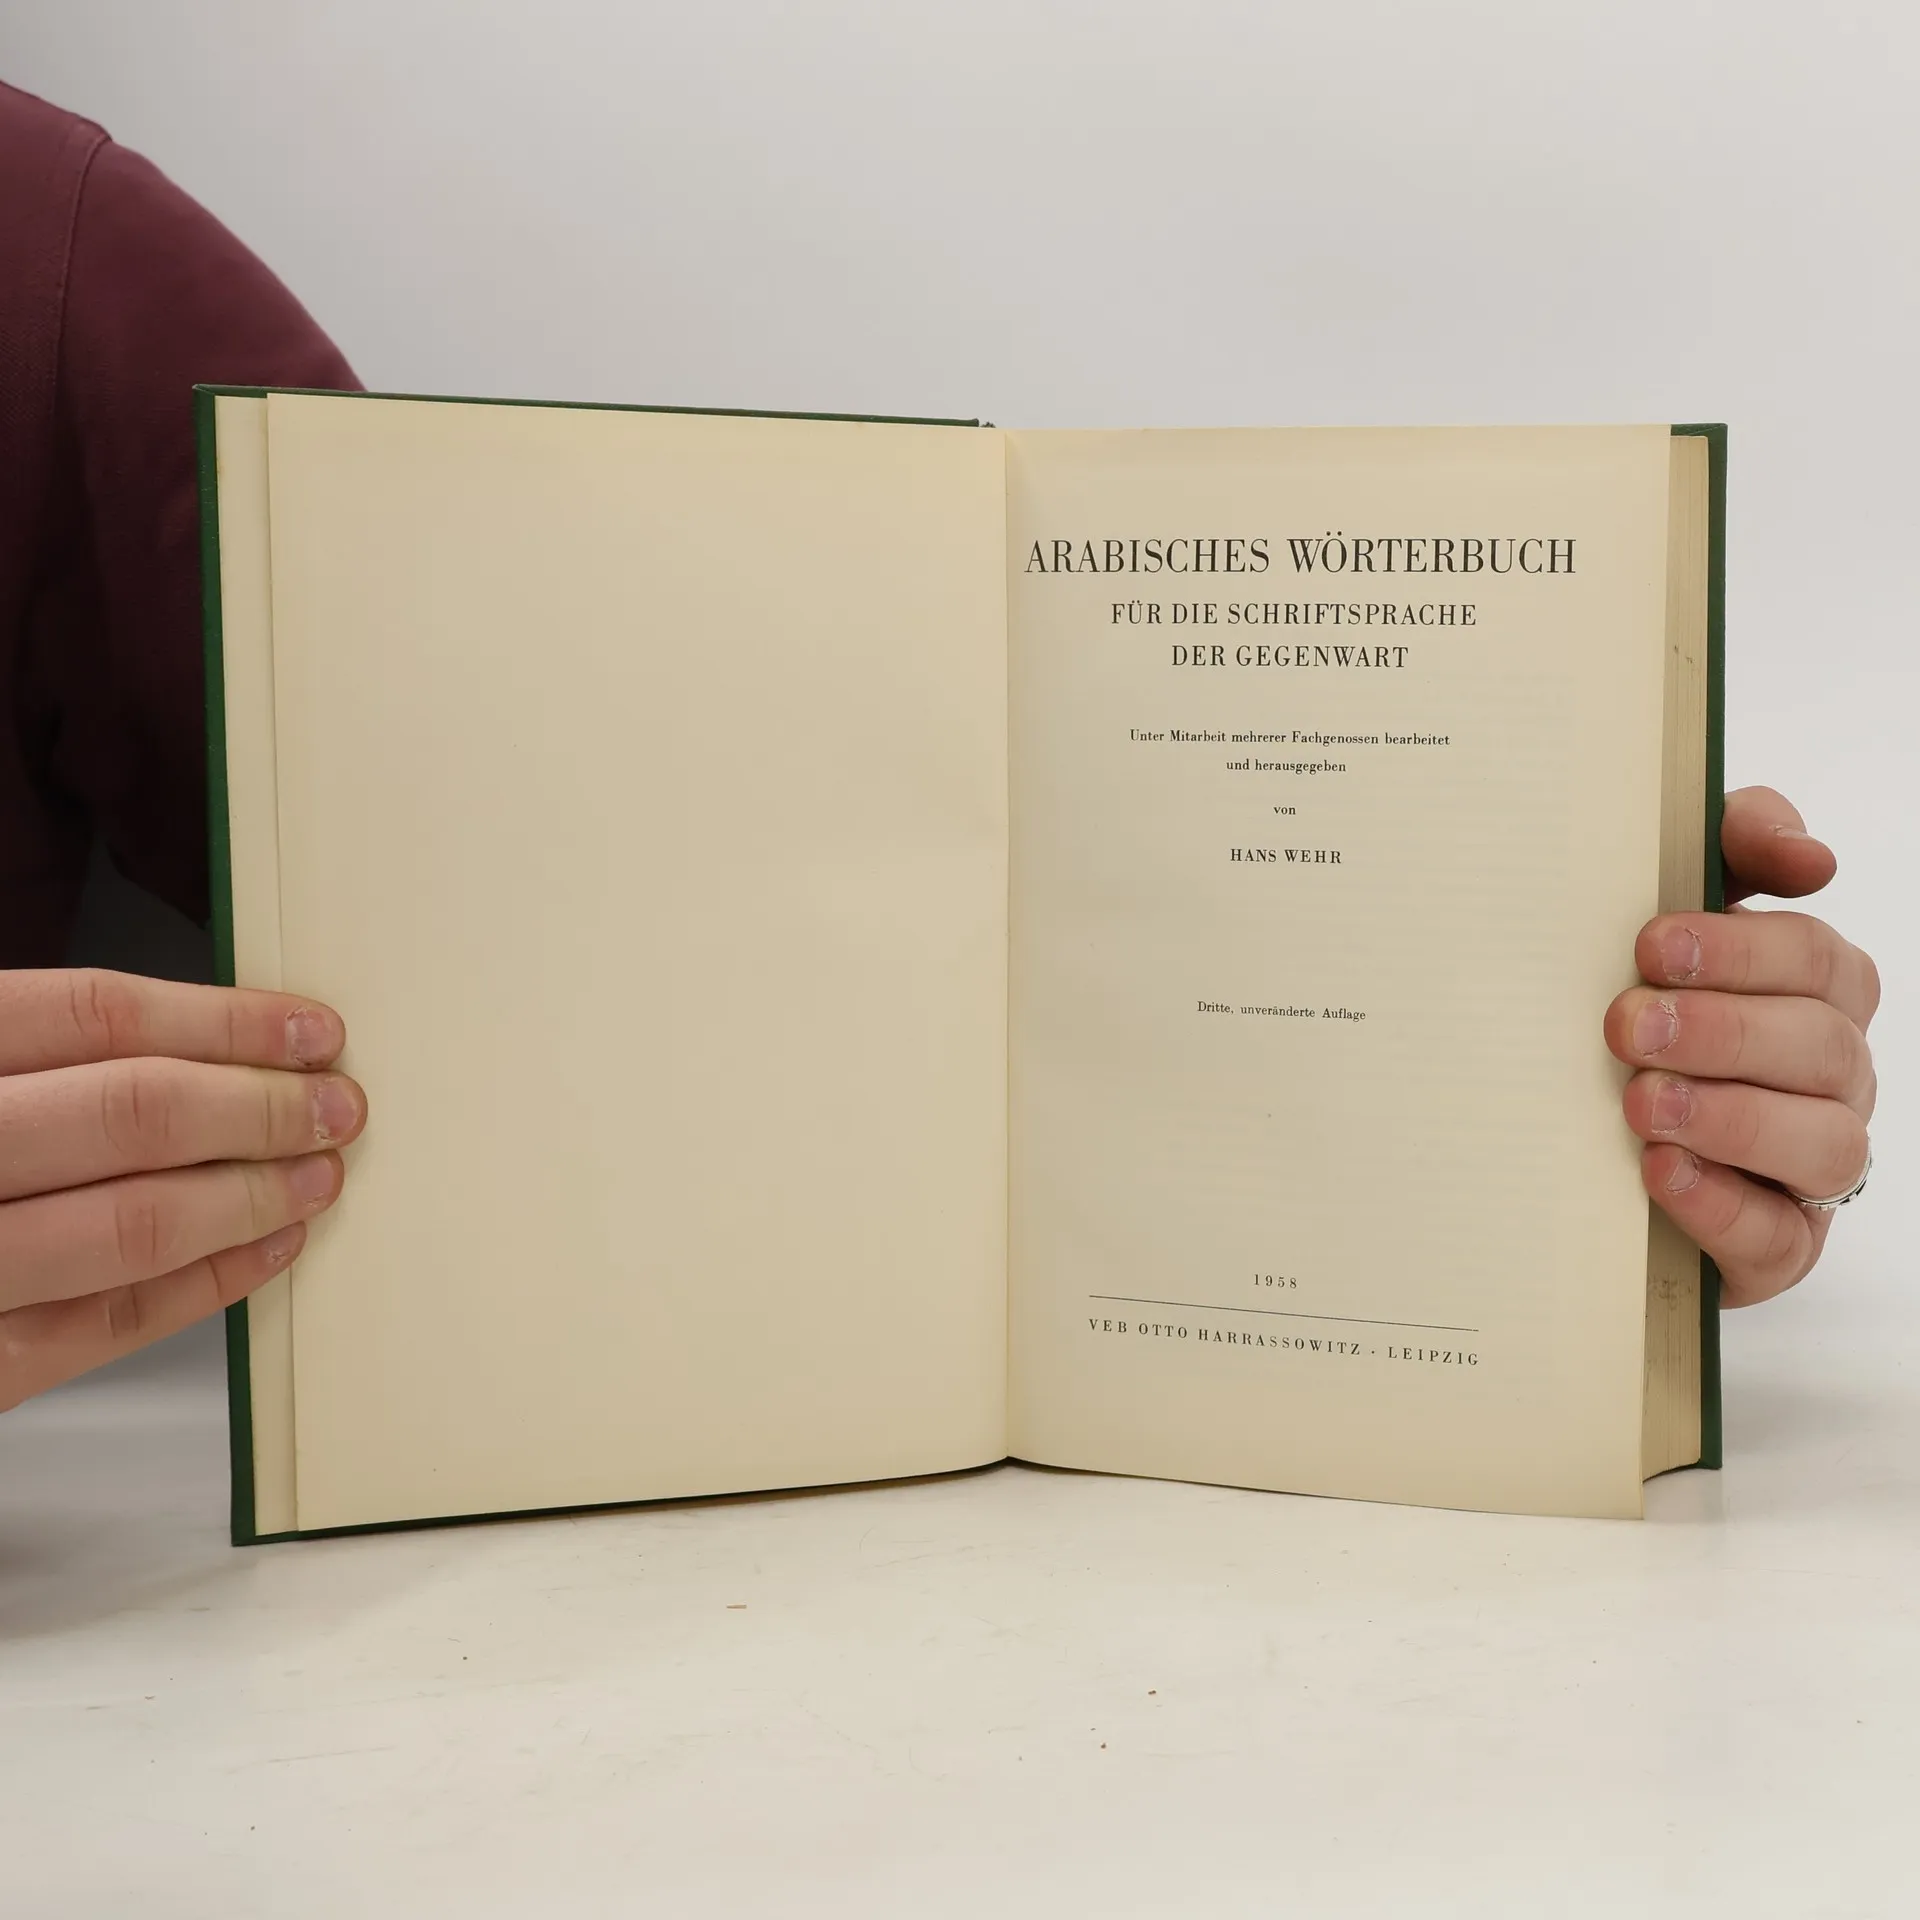 ARABISCHES WÖRTERBUCH
FÜR DIE SCHRIFTSPRACHE
DER GEGENWART
Unter Mitarbeit mehrerer Fachgenossen bearbeitet
und herausgegeben
von
HANS WEHR
Dritte, unveränderte Auflage
1958
VEB OTTO HARRASSOWITZ · LEIPZIG